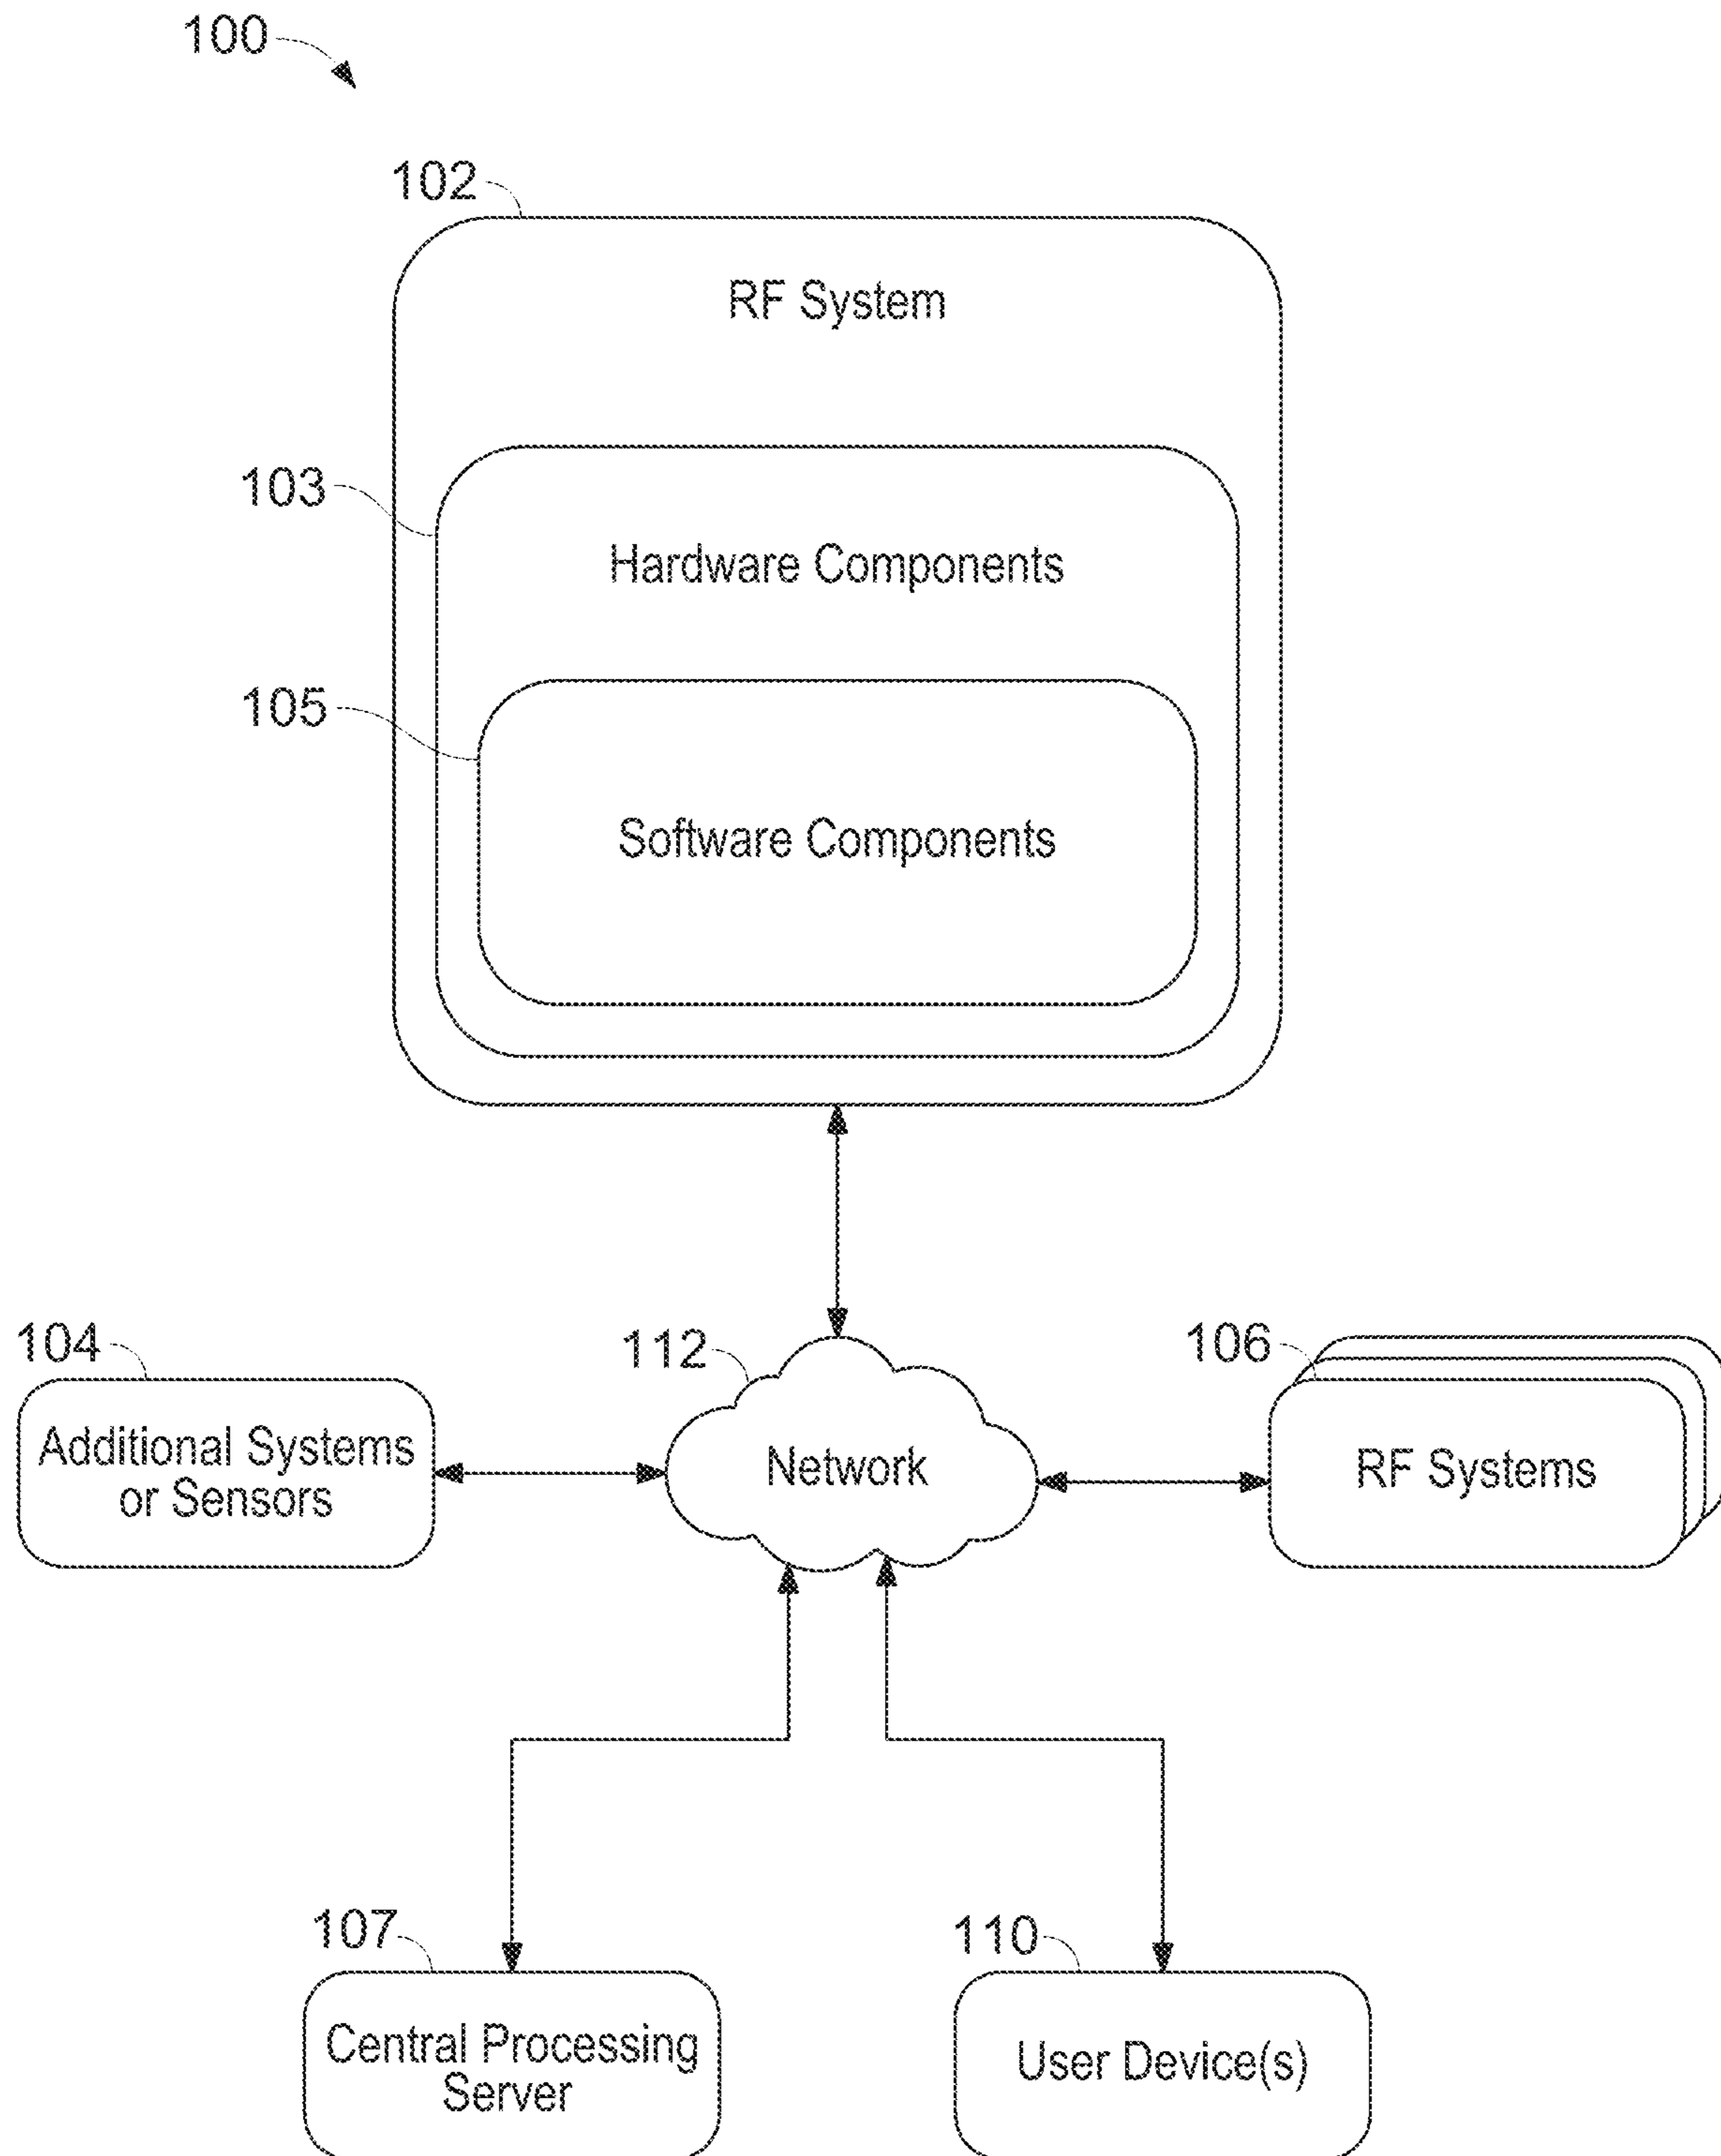 100
102
RF System
103
Hardware Components
105
Software Components
104
Additional Systems
or Sensors
112
Network
106
RF Systems
107
Central Processing
Server
110
User Device(s)